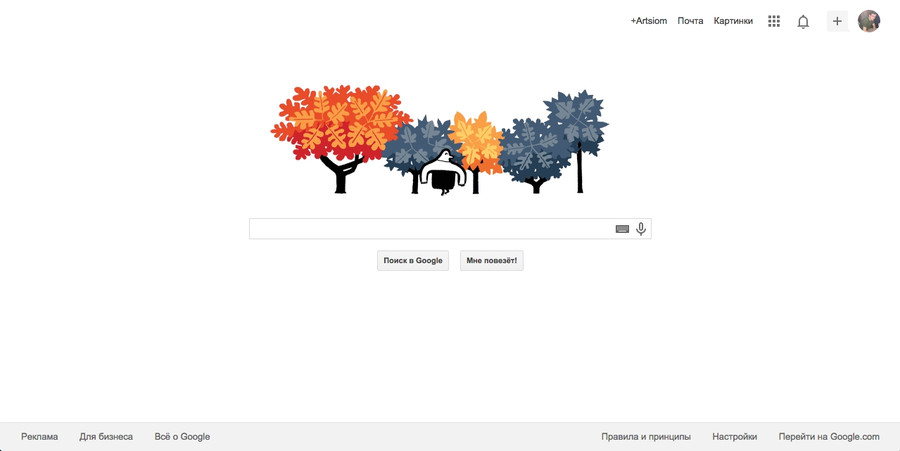 +Artsiom Почта Картинки
Поиск в Google Мне повезёт!
Реклама Для бизнеса Всё о Google Правила и принципы Настройки Перейти на Google.com